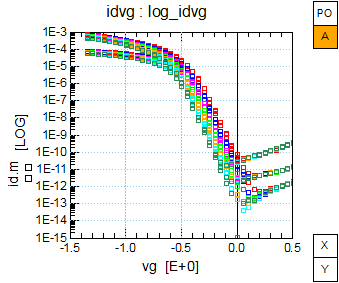 idvg : log_idvg
PO
A
1E-3
1E-4
1E-5
1E-6
1E-7
1E-8
1E-9
1E-10
1E-11
1E-12
1E-13
1E-14
1E-15
id.m [LOG]
-1.5 -1.0 -0.5 0.0 0.5
vg [E+0]
X
Y